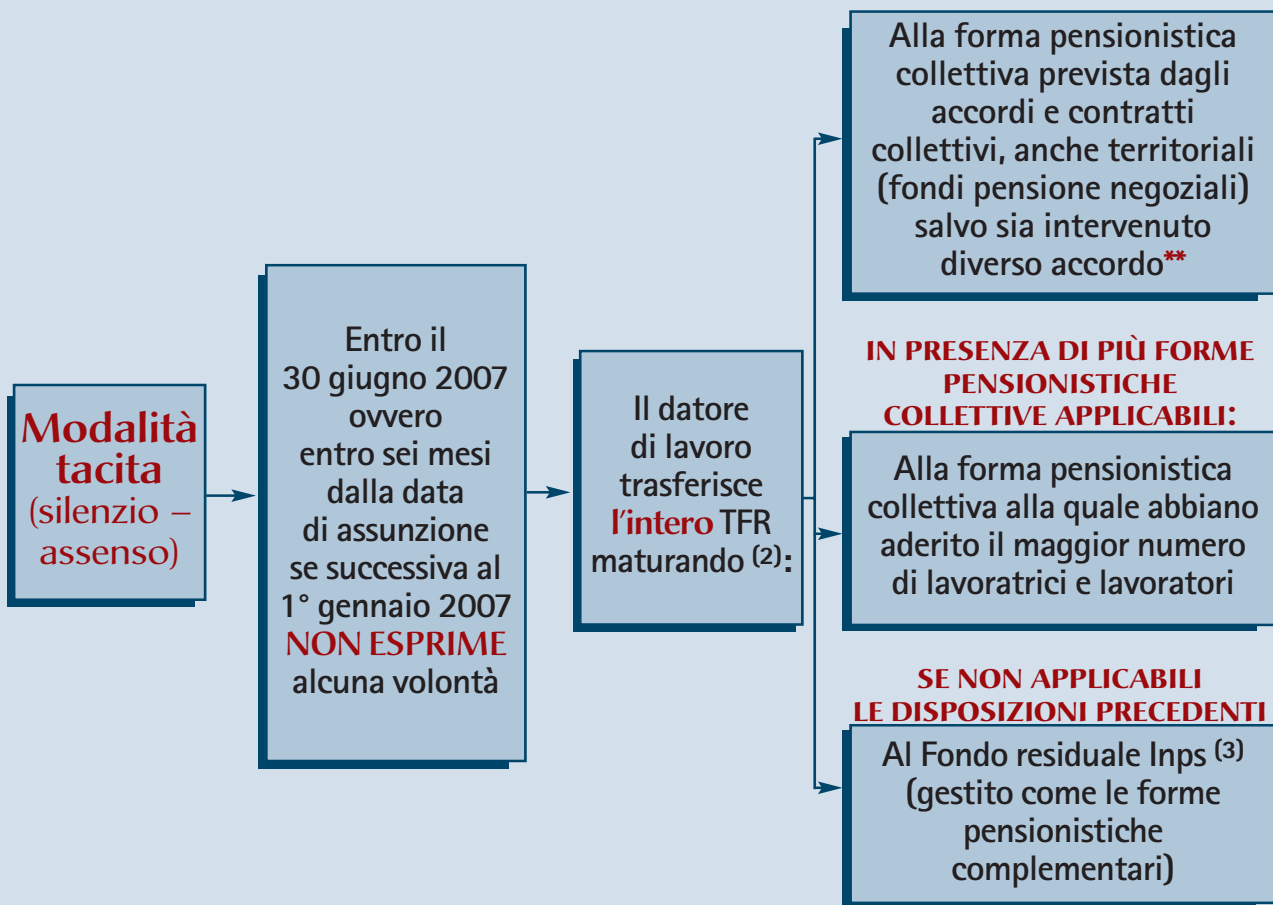 Modalità
tacita
(silenzio –
assenso)
Entro il
30 giugno 2007
ovvero
entro sei mesi
dalla data
di assunzione
se successiva al
1° gennaio 2007
NON ESPRIME
alcuna volontà
Il datore
di lavoro
trasferisce
l'intero TFR
maturando (2):
Alla forma pensionistica
collettiva prevista dagli
accordi e contratti
collettivi, anche territoriali
(fondi pensione negoziali)
salvo sia intervenuto
diverso accordo**
IN PRESENZA DI PIÙ FORME
PENSIONISTICHE
COLLETTIVE APPLICABILI:
Alla forma pensionistica
collettiva alla quale abbiano
aderito il maggior numero
di lavoratrici e lavoratori
SE NON APPLICABILI
LE DISPOSIZIONI PRECEDENTI
Al Fondo residuale Inps (3)
(gestito come le forme
pensionistiche
complementari)